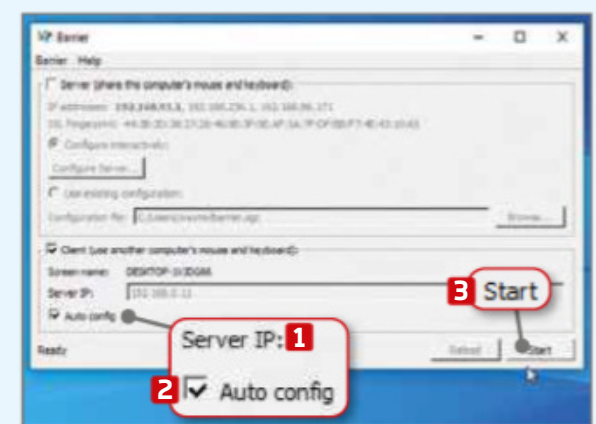 Barrier
Barrier Help
Server (share this computer's mouse and keyboard):
IP addresses:
SSL Fingerprint:
Configure interactively:
Configure Server...
Use existing configuration:
Configuration file:
Browse...
Client (use another computer's mouse and keyboard):
Screen name:
Server IP:
Auto config
3 Start
Server IP: 1
2 Auto config
Ready
Reload
Start